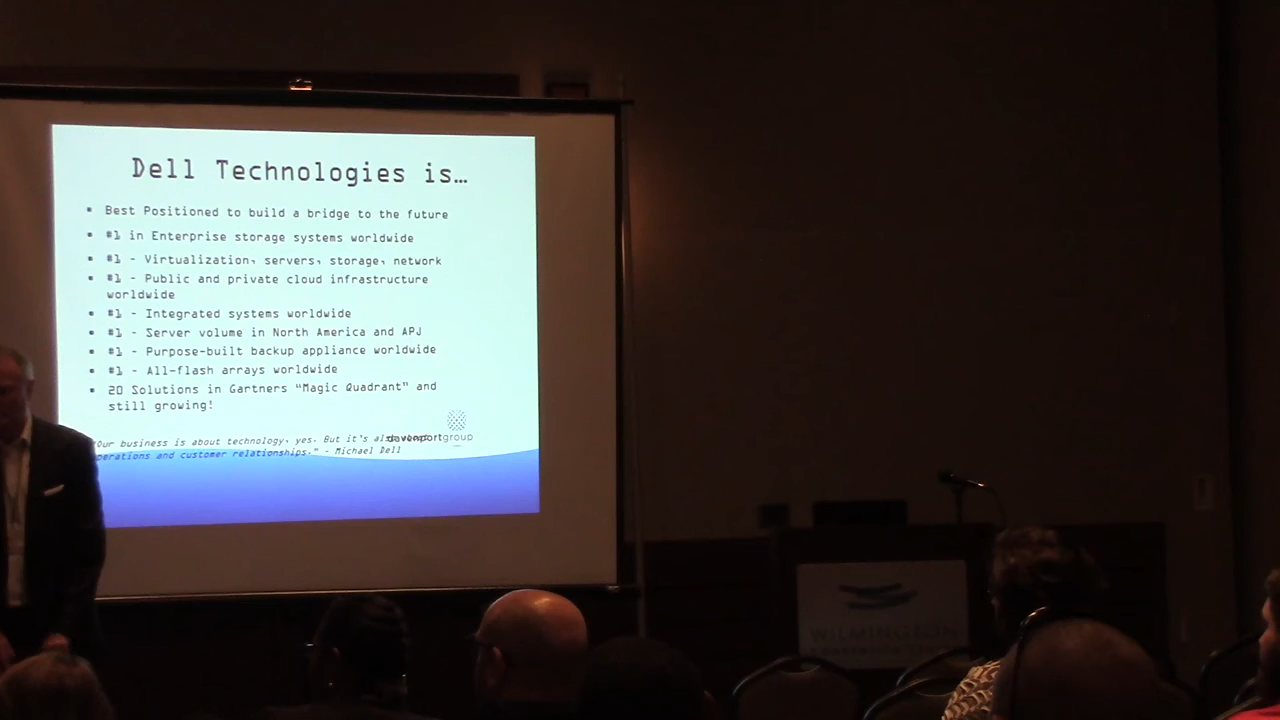 Dell Technologies is…
▪ Best Positioned to build a bridge to the future
▪ #1 in Enterprise storage systems worldwide
▪ #1 - Virtualization, servers, storage, network
▪ #1 - Public and private cloud infrastructure
worldwide
▪ #1 - Integrated systems worldwide
▪ #1 - Server volume in North America and APJ
▪ #1 - Purpose-built backup appliance worldwide
▪ #1 - All-flash arrays worldwide
▪ 20 Solutions in Gartners “Magic Quadrant” and
still growing!
Our business is about technology, yes. But it's
davenportgroup
and customer relationships." - Michael Dell
WILMINGTON